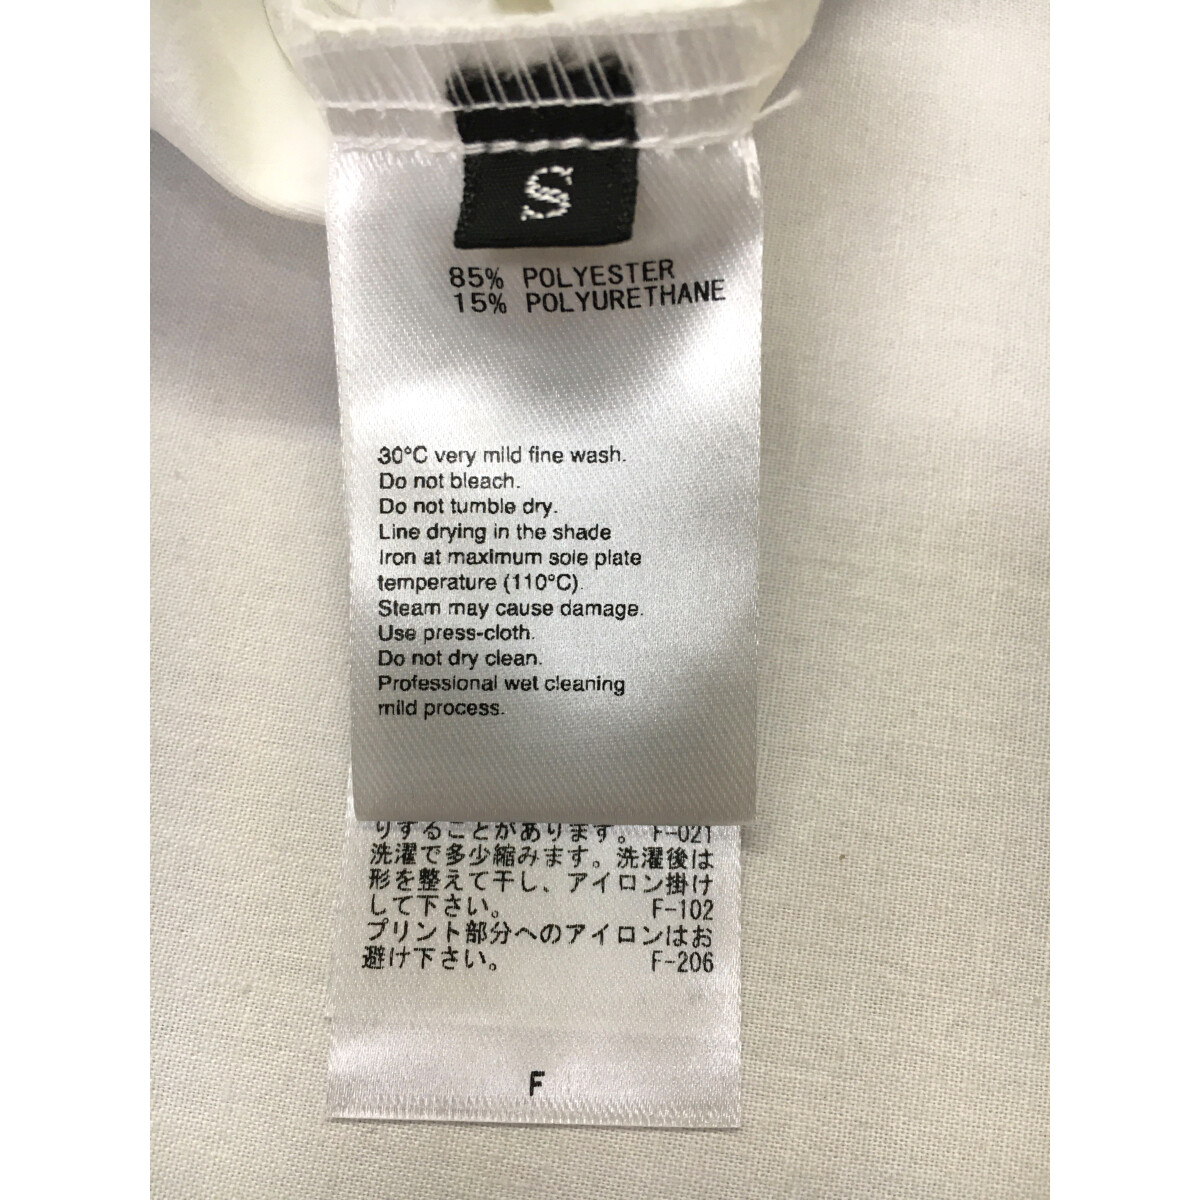 S
85% POLYESTER
15% POLYURETHANE
30°C very mild fine wash.
Do not bleach.
Do not tumble dry.
Line drying in the shade
Iron at maximum sole plate
temperature (110°C).
Steam may cause damage.
Use press-cloth.
Do not dry clean.
Professional wet cleaning
mild process.
りすることがあります。 F-021
洗濯で多少縮みます。洗濯後は
形を整えて干し、アイロン掛け
して下さい。 F-102
プリント部分へのアイロンはお
避け下さい。 F-206
F